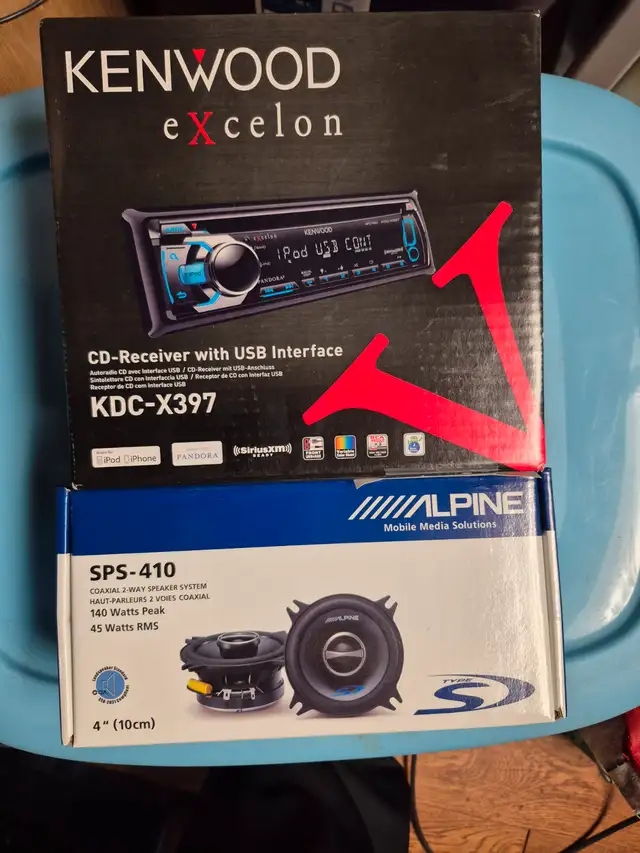 KENWOOD
eXcelon
eXcelon
KENWOOD
iPod USB CONT
PANDORA
CD-Receiver with USB Interface
Autoradio CD avec Interface USB / CD-Receiver mit USB-Anschluss
Sintolettore CD con Interfaccia USB / Receptor de CD con Interfaz USB
Receptor de CD com Interface USB
KDC-X397
iPod iPhone
PANDORA
((SiriusXm))
READY
ALPINE
Mobile Media Solutions
SPS-410
COAXIAL 2-WAY SPEAKER SYSTEM
HAUT-PARLEURS 2 VOIES COAXIAL
140 Watts Peak
45 Watts RMS
ALPINE
TYPE
S
4" (10cm)